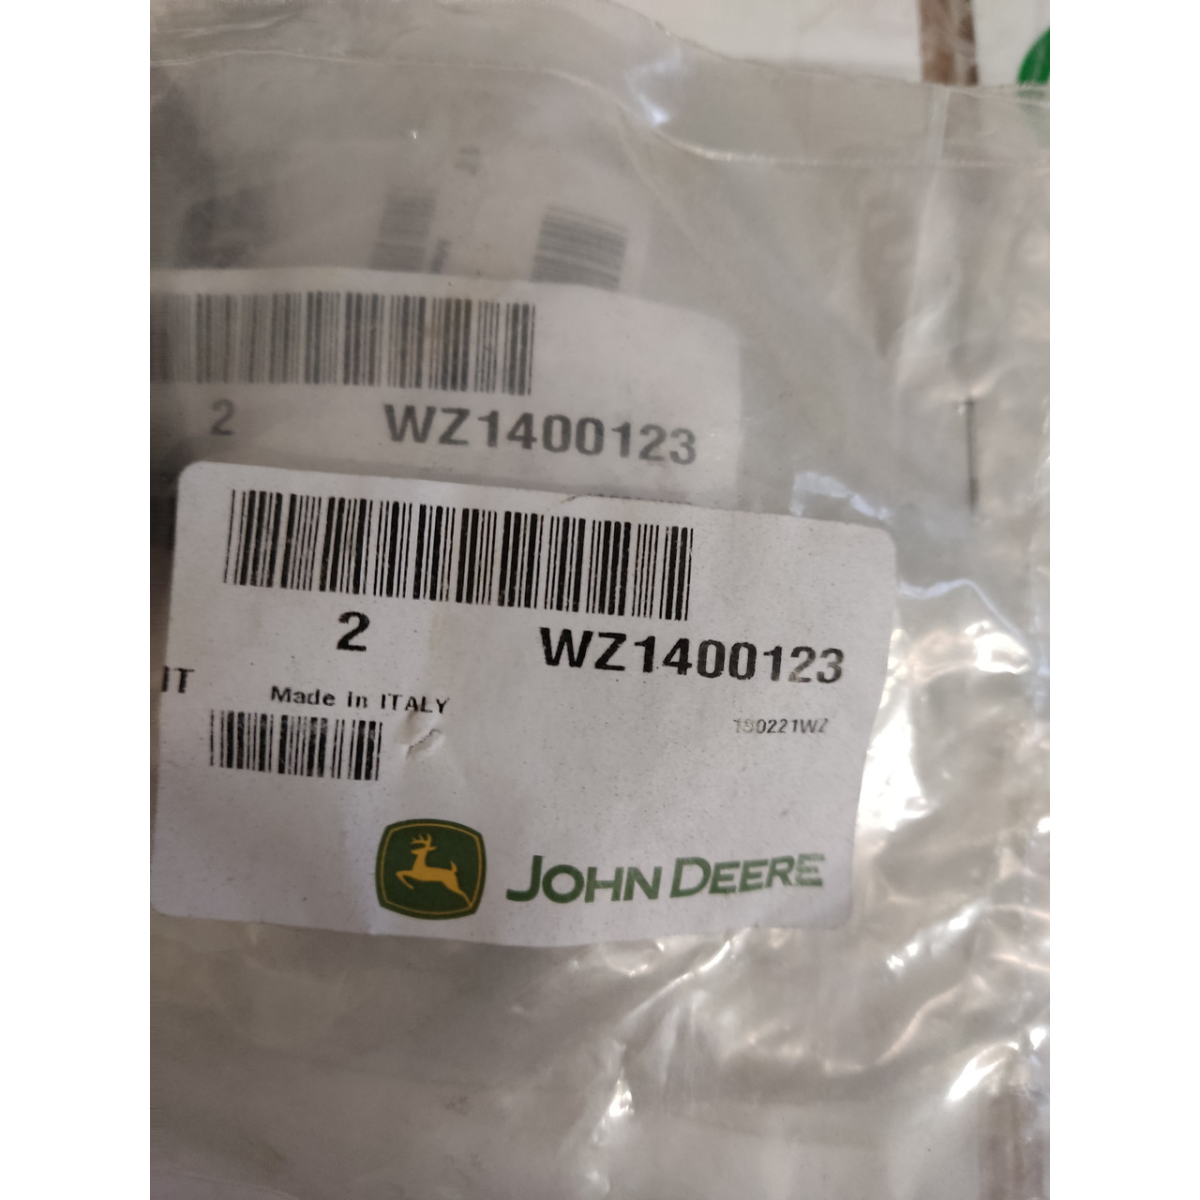 2 WZ1400123
2 WZ1400123
IT Made in ITALY
180221WZ
JOHN DEERE